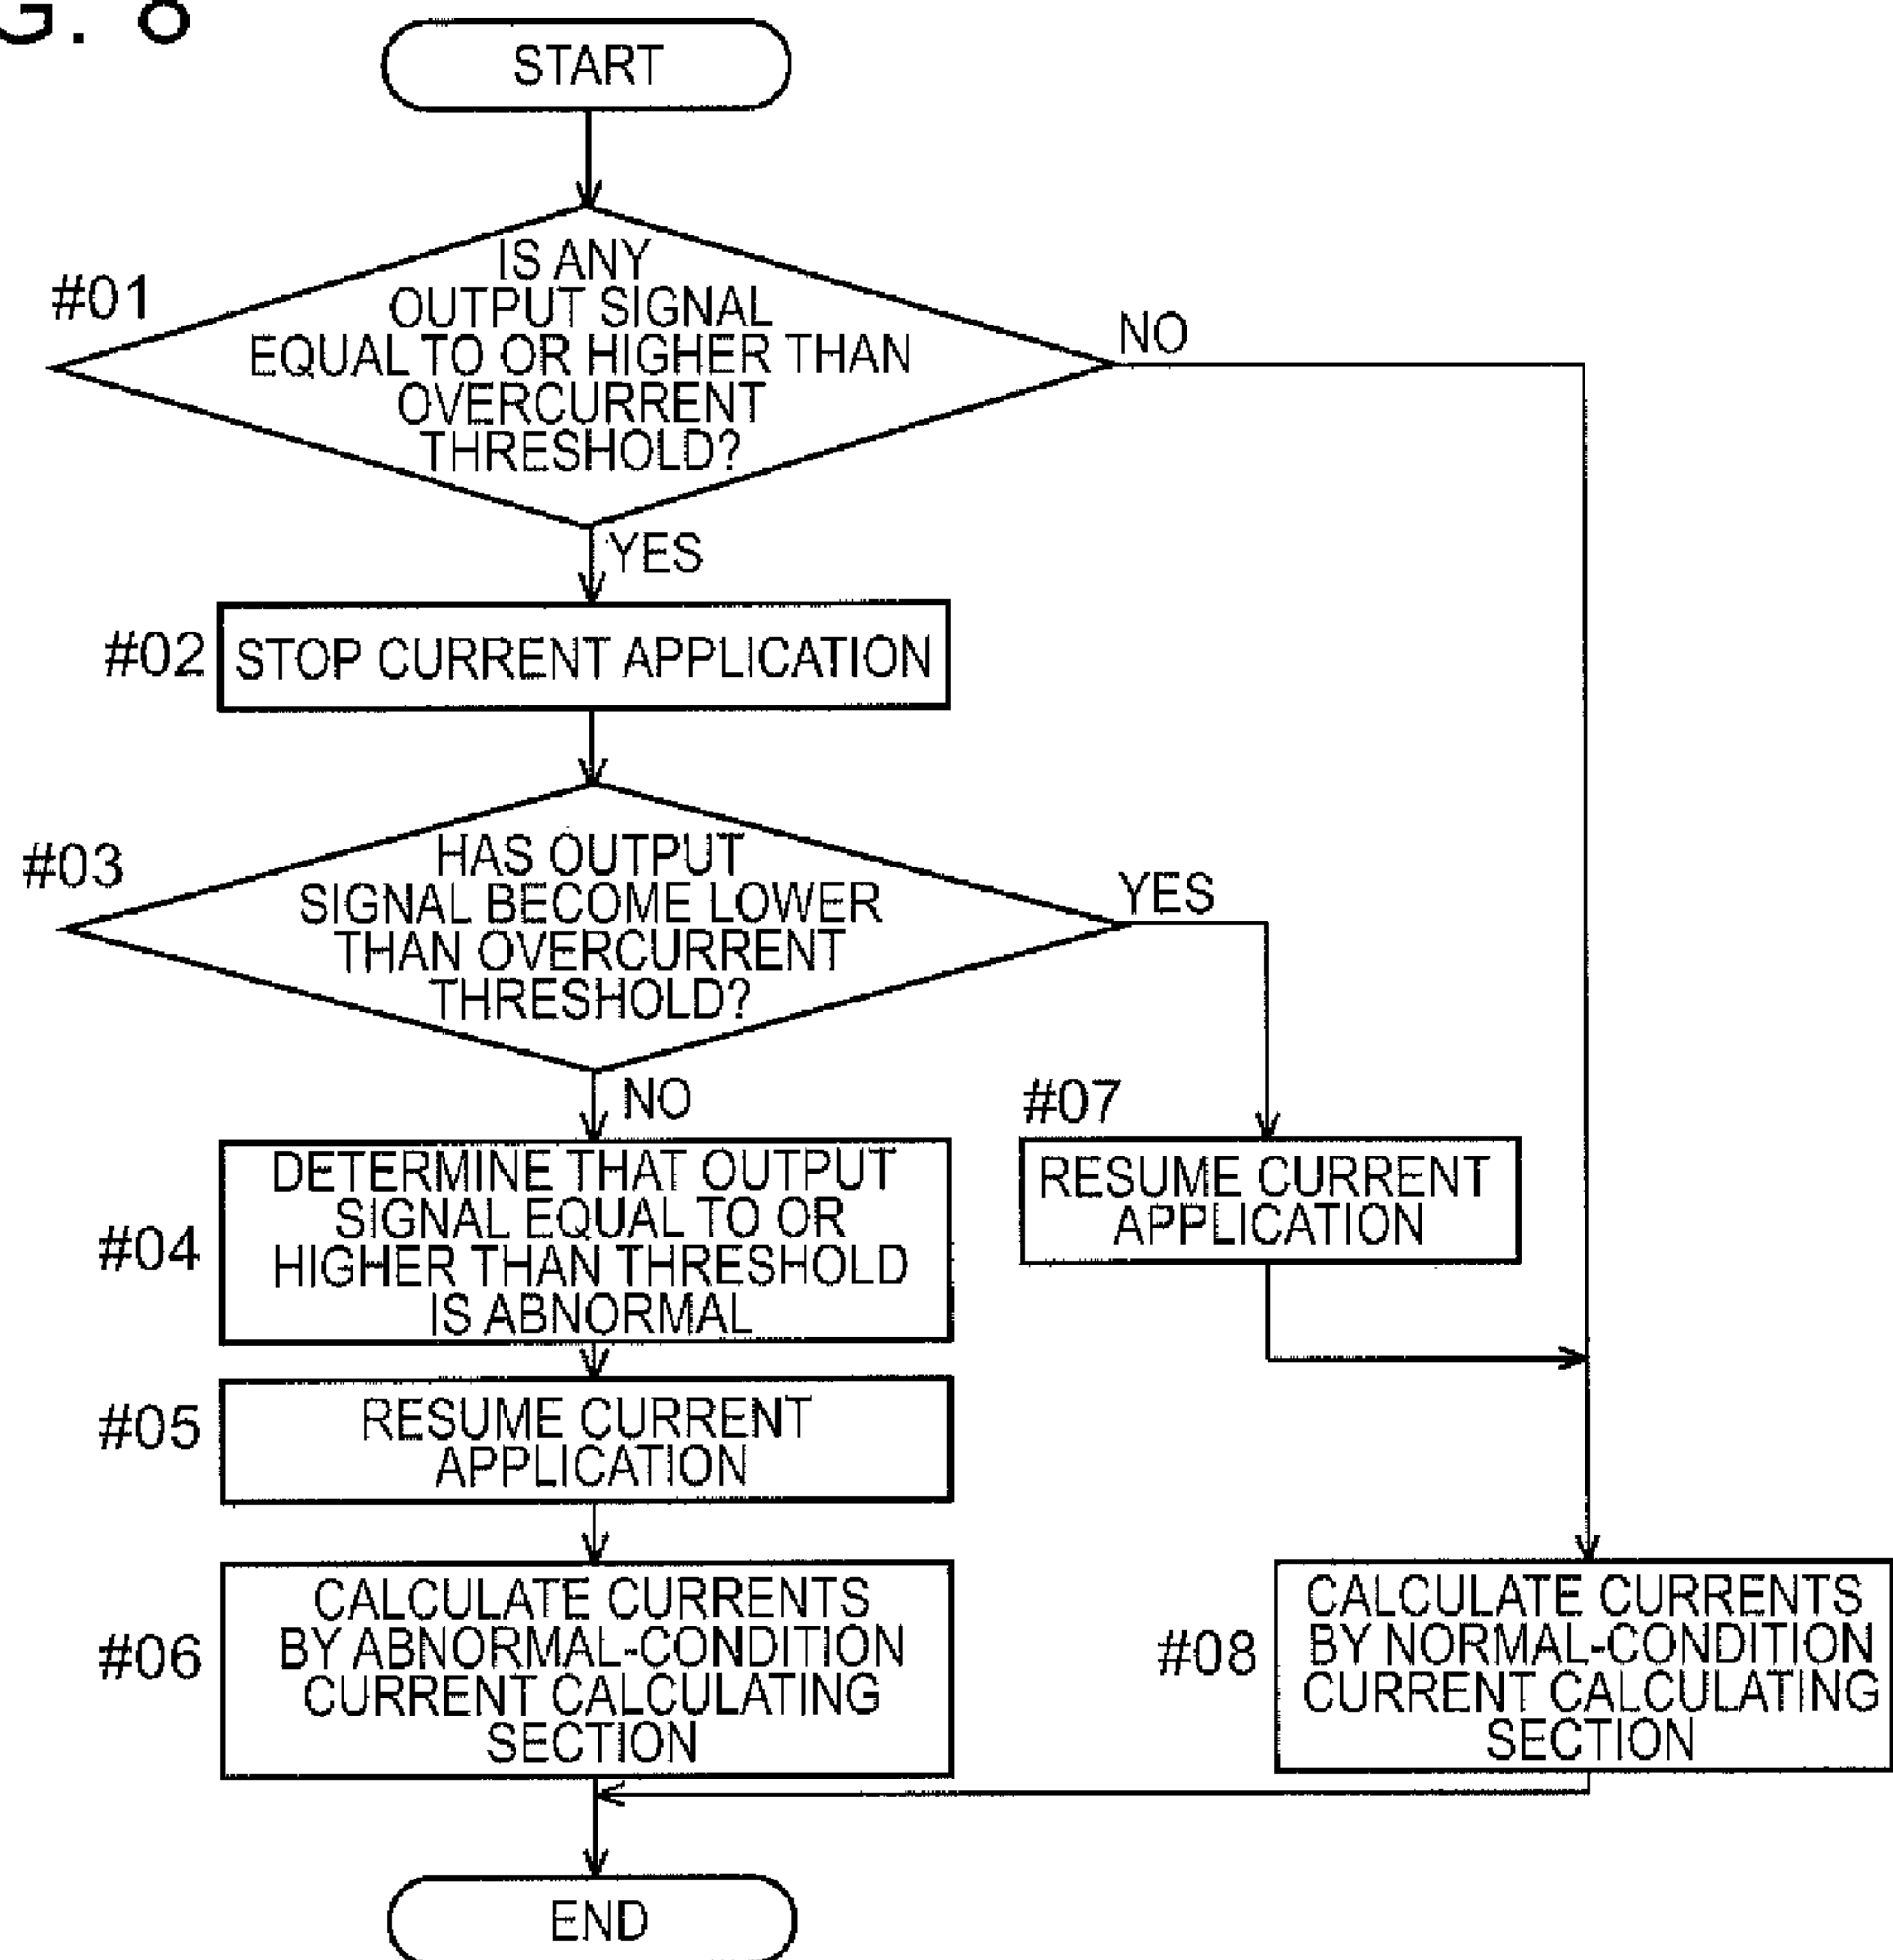 G. 8
START
#01
IS ANY
OUTPUT SIGNAL
EQUAL TO OR HIGHER THAN
OVERCURRENT
THRESHOLD?
NO
YES
#02
STOP CURRENT APPLICATION
#03
HAS OUTPUT
SIGNAL BECOME LOWER
THAN OVERCURRENT
THRESHOLD?
YES
NO
#04
DETERMINE THAT OUTPUT
SIGNAL EQUAL TO OR
HIGHER THAN THRESHOLD
IS ABNORMAL
#07
RESUME CURRENT
APPLICATION
#05
RESUME CURRENT
APPLICATION
#06
CALCULATE CURRENTS
BY ABNORMAL-CONDITION
CURRENT CALCULATING
SECTION
#08
CALCULATE CURRENTS
BY NORMAL-CONDITION
CURRENT CALCULATING
SECTION
END